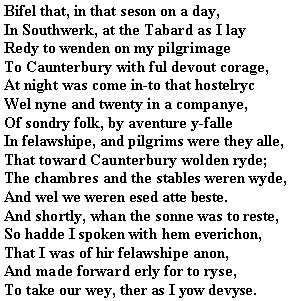 Bifel that, in that seson on a day,
In Southwerk, at the Tabard as I lay
Redy to wenden on my pilgrimage
To Caunterbury with ful devout corage,
At night was come in-to that hostelryc
Wel nyne and twenty in a companye,
Of sondry folk, by aventure y-falle
In felawshipe, and pilgrims were they alle,
That toward Caunterbury wolden ryde;
The chambres and the stables weren wyde,
And wel we weren esed atte beste.
And shortly, whan the sonne was to reste,
So hadde I spoken with hem everichon,
That I was of hir felawshipe anon,
And made forward erly for to ryse,
To take our wey, ther as I yow devyse.